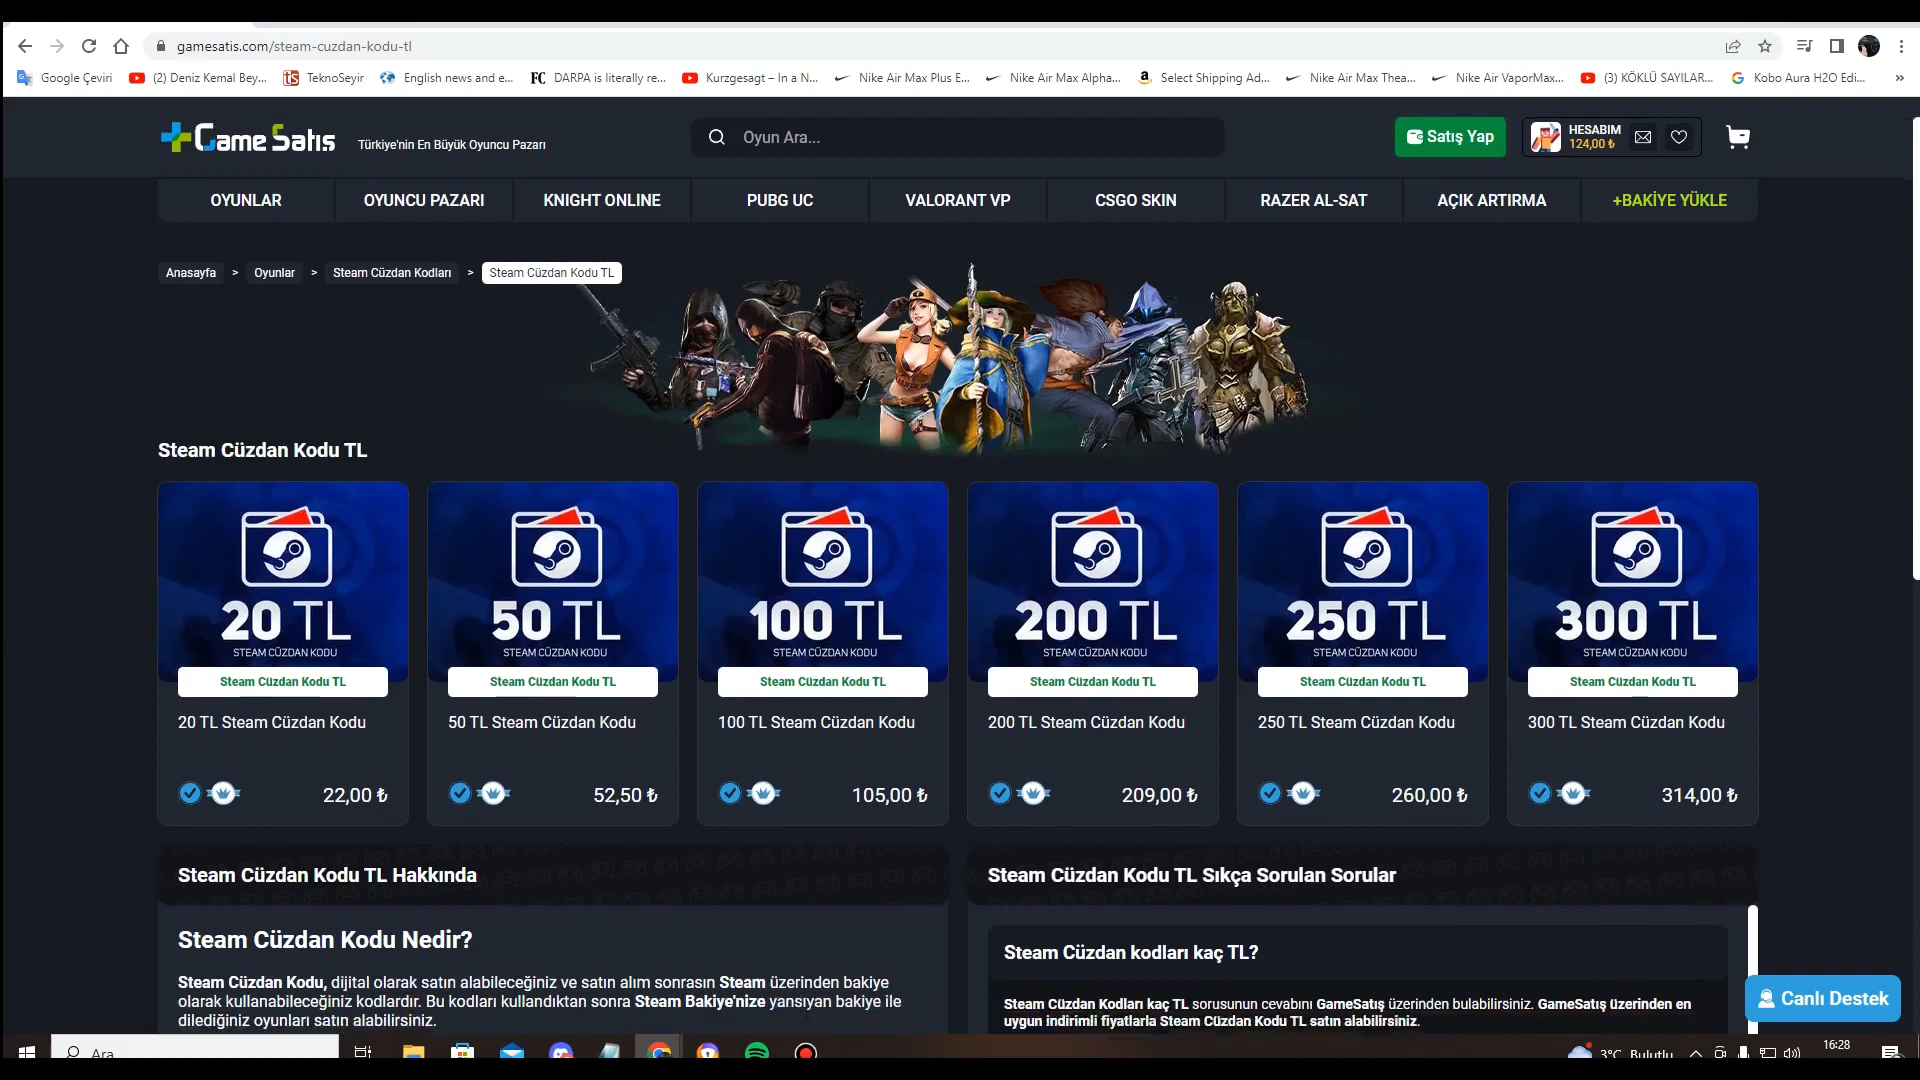 gamesatis.com/steam-cuzdan-kodu-tl
Google Çeviri
(2) Deniz Kemal Bey...
TeknoSeyir
English news and e...
DARPA is literally re...
Kurzgesagt – In a N...
Nike Air Max Plus E...
Nike Air Max Alpha...
Select Shipping Ad...
Nike Air Max Thea...
Nike Air VaporMax...
(3) KÖKLÜ SAYILAR...
Kobo Aura H2O Edi...
»
Game Satıs
Türkiye'nin En Büyük Oyuncu Pazarı
Oyun Ara...
Satış Yap
HESABIM
124,00 ₺
OYUNLAR
OYUNCU PAZARI
KNIGHT ONLINE
PUBG UC
VALORANT VP
CSGO SKIN
RAZER AL-SAT
AÇIK ARTIRMA
+BAKİYE YÜKLE
Anasayfa > Oyunlar > Steam Cüzdan Kodları > Steam Cüzdan Kodu TL
Steam Cüzdan Kodu TL
20 TL
STEAM CÜZDAN KODU
Steam Cüzdan Kodu TL
20 TL Steam Cüzdan Kodu
22,00 ₺
50 TL
STEAM CÜZDAN KODU
Steam Cüzdan Kodu TL
50 TL Steam Cüzdan Kodu
52,50 ₺
100 TL
STEAM CÜZDAN KODU
Steam Cüzdan Kodu TL
100 TL Steam Cüzdan Kodu
105,00 ₺
200 TL
STEAM CÜZDAN KODU
Steam Cüzdan Kodu TL
200 TL Steam Cüzdan Kodu
209,00 ₺
250 TL
STEAM CÜZDAN KODU
Steam Cüzdan Kodu TL
250 TL Steam Cüzdan Kodu
260,00 ₺
300 TL
STEAM CÜZDAN KODU
Steam Cüzdan Kodu TL
300 TL Steam Cüzdan Kodu
314,00 ₺
Steam Cüzdan Kodu TL Hakkında
Steam Cüzdan Kodu Nedir?
Steam Cüzdan Kodu, dijital olarak satın alabileceğiniz ve satın alım sonrasın Steam üzerinden bakiye
olarak kullanabileceğiniz kodlardır. Bu kodları kullandıktan sonra Steam Bakiye'nize yansıyan bakiye ile
dilediğiniz oyunları satın alabilirsiniz.
Steam Cüzdan Kodu TL Sıkça Sorulan Sorular
Steam Cüzdan kodları kaç TL?
Steam Cüzdan Kodları kaç TL sorusunun cevabını GameSatış üzerinden bulabilirsiniz. GameSatış üzerinden en
uygun indirimli fiyatlarla Steam Cüzdan Kodu TL satın alabilirsiniz.
Canlı Destek
Ara
3°C Bulutlu
16:28